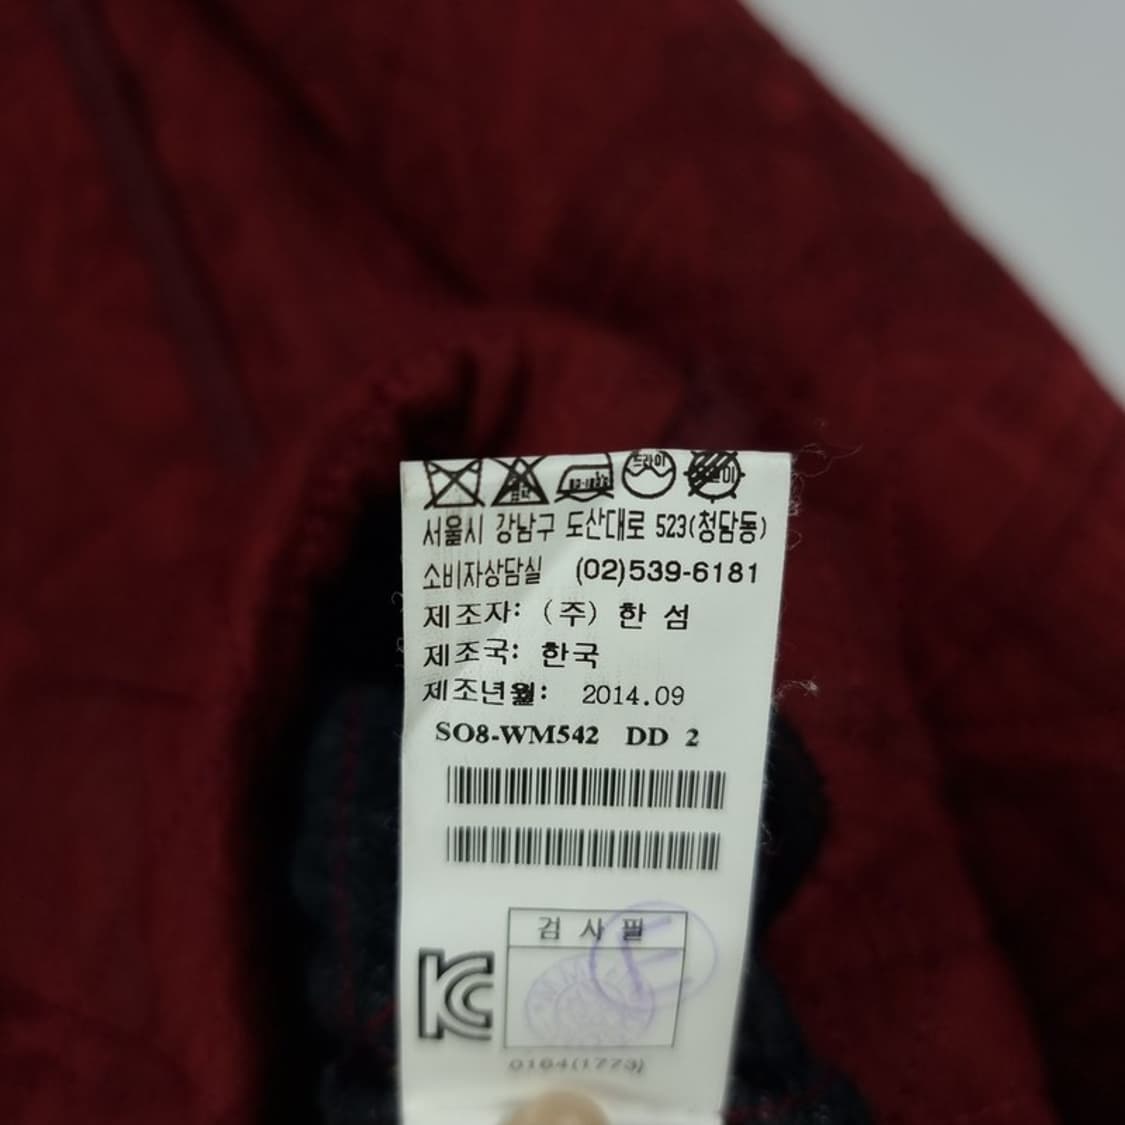 드라이
서울시 강남구 도산대로 523(청담동)
소비자상담실 (02)539-6181
제조자: (주) 한 섬
제조국: 한국
제조년월: 2014.09
SO8-WM542 DD 2
검 사 필
KC
0164(1773)